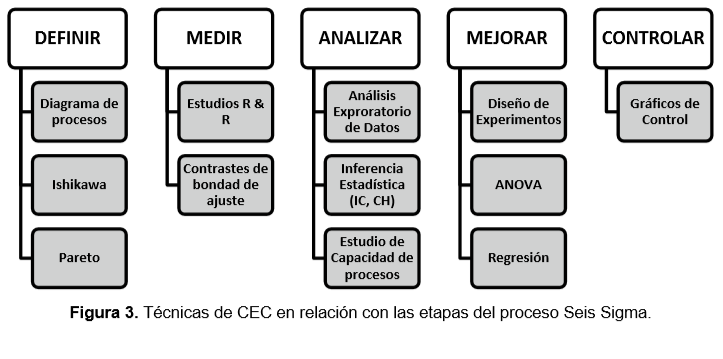 DEFINIR
Diagrama de
procesos
Ishikawa
Pareto
MEDIR
Estudios R &
R
Contrastes de
bondad de
ajuste
ANALIZAR
Análisis
Exproratorio
de Datos
Inferencia
Estadística
(IC, CH)
Estudio de
Capacidad de
procesos
MEJORAR
Diseño de
Experimentos
ANOVA
Regresión
CONTROLAR
Gráficos de
Control
Figura 3. Técnicas de CEC en relación con las etapas del proceso Seis Sigma.